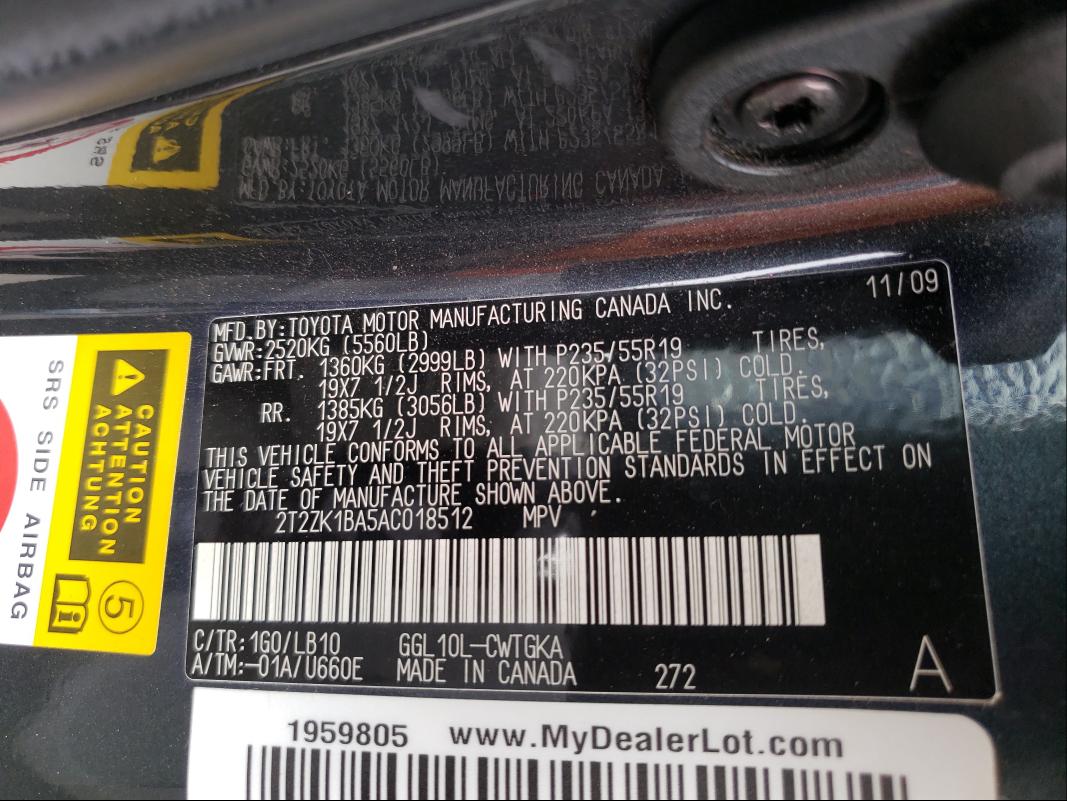 11/09
MFD. BY: TOYOTA MOTOR MANUFACTURING CANADA INC.
GVWR: 2520KG (5560LB)
GAWR: FRT. 1360KG (2999LB) WITH P235/55R19 TIRES,
19X7 1/2J RIMS, AT 220KPA (32PSI) COLD.
RR. 1385KG (3056LB) WITH P235/55R19 TIRES,
19X7 1/2J RIMS, AT 220KPA (32PSI) COLD.
THIS VEHICLE CONFORMS TO ALL APPLICABLE FEDERAL MOTOR
VEHICLE SAFETY AND THEFT PREVENTION STANDARDS IN EFFECT ON
THE DATE OF MANUFACTURE SHOWN ABOVE.
2T2ZK1BA5AC018512 MPV
C/TR: 1G0/LB10 GGL10L-CWTGKA
A/TM: -01A/U660E MADE IN CANADA 272 A
1959805 www.MyDealerLot.com
CAUTION
ATTENTION
ACHTUNG
5
SRS SIDE AIRBAG